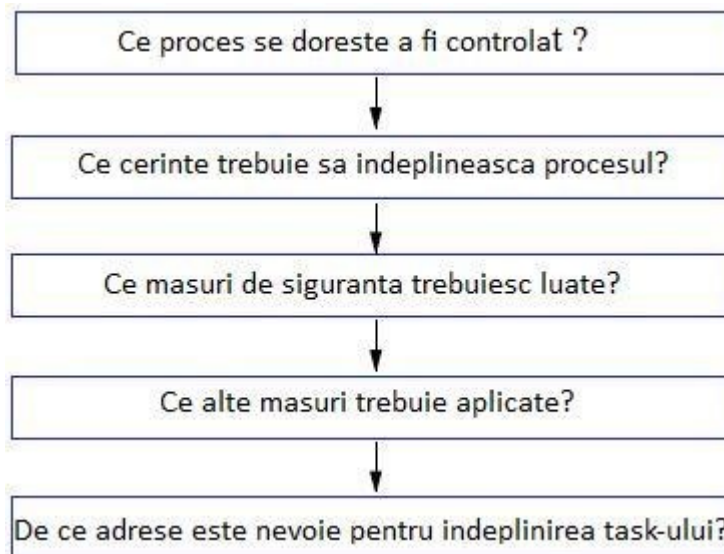 Ce proces se doreste a fi controlat ?
Ce cerinte trebuie sa indeplineasca procesul?
Ce masuri de siguranta trebuiesc luate?
Ce alte masuri trebuie aplicate?
De ce adrese este nevoie pentru indeplinirea task-ului?